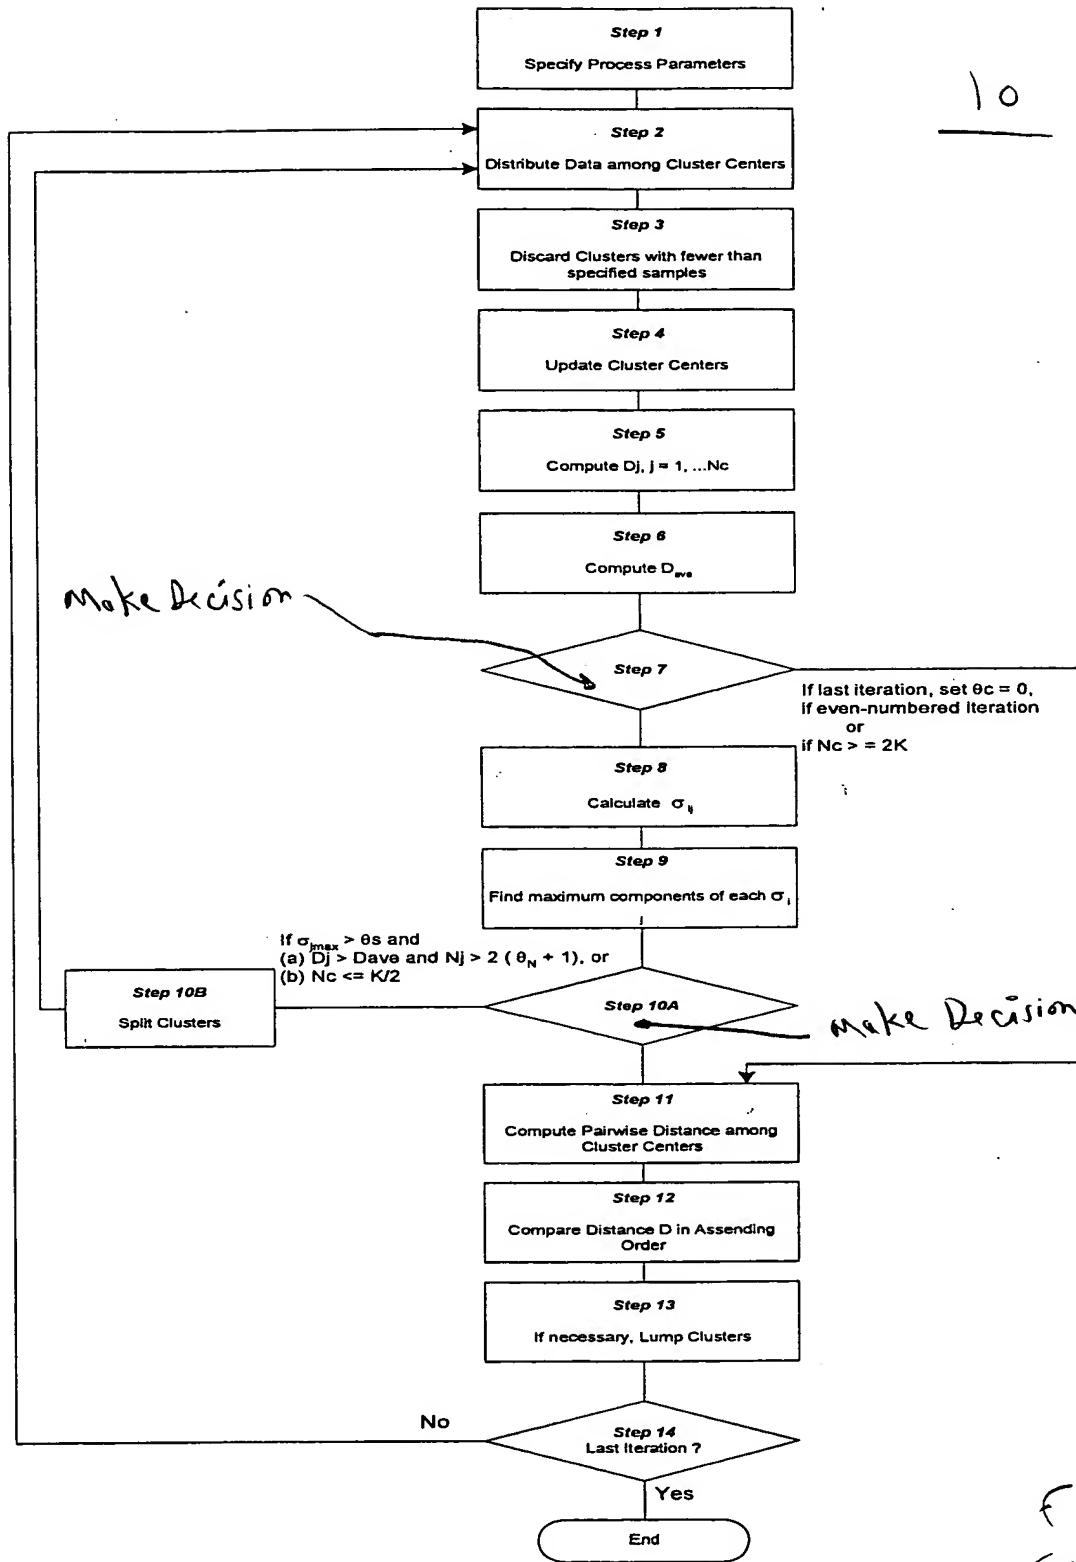 Step 1
Specify Process Parameters
10
Step 2
Distribute Data among Cluster Centers
Step 3
Discard Clusters with fewer than
specified samples
Step 4
Update Cluster Centers
Step 5
Compute Dj, j = 1, ...Nc
Step 6
Compute D_ave
Make Decision
Step 7
If last iteration, set θc = 0,
if even-numbered iteration
or
if Nc > = 2K
Step 8
Calculate σ_ij
Step 9
Find maximum components of each σ_j
If σ_jmax > θs and
(a) Dj > Dave and Nj > 2 ( θ_N + 1), or
(b) Nc <= K/2
Step 10B
Split Clusters
Step 10A
Make Decision
Step 11
Compute Pairwise Distance among
Cluster Centers
Step 12
Compare Distance D in Assending
Order
Step 13
If necessary, Lump Clusters
No
Step 14
Last Iteration ?
Yes
End